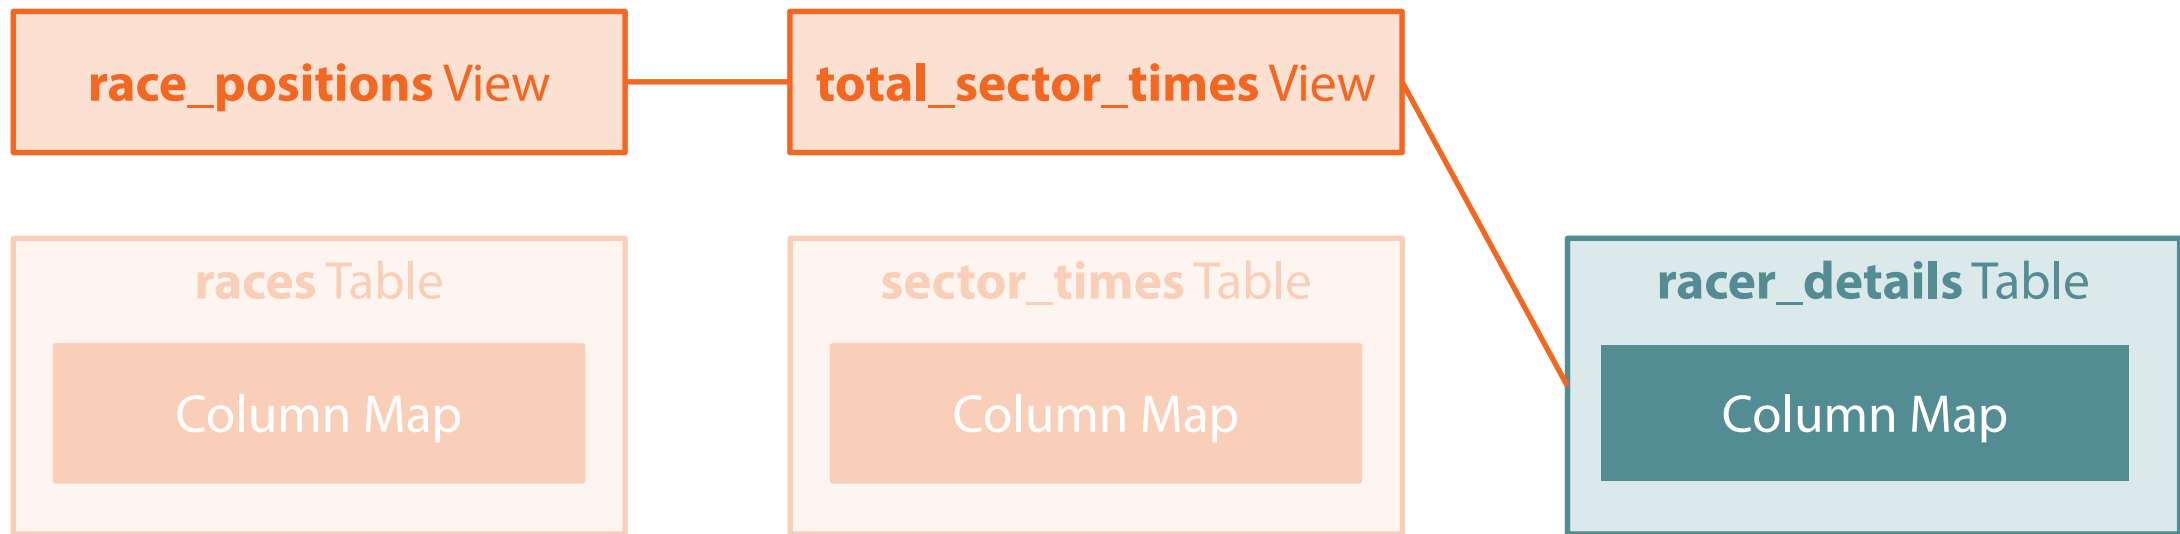 race_positions View
total_sector_times View
races Table
Column Map
sector_times Table
Column Map
racer_details Table
Column Map